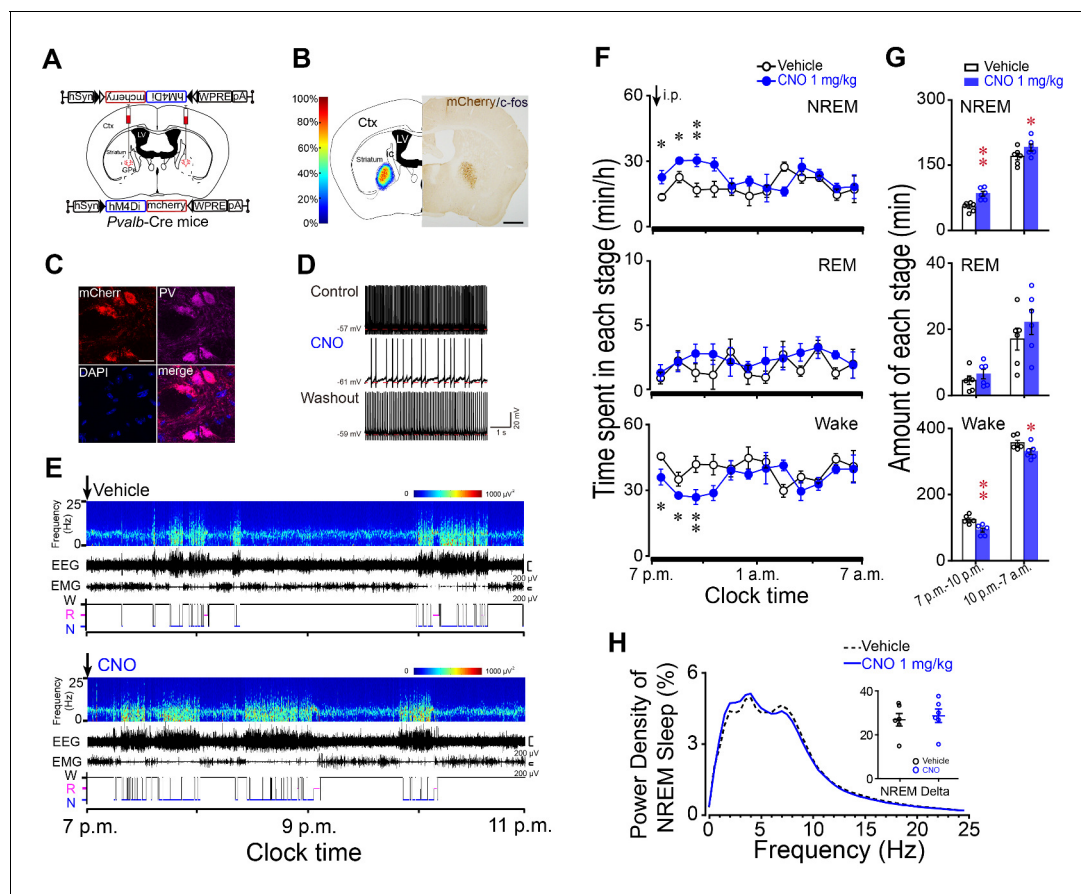 A
hSyn
mcherry
hM4Di
WPRE
pA
Ctx
LV
Striatum
Ic
hSyn
hM4Di
mcherry
WPRE
pA
Pvalb-Cre mice
B
100%
80%
60%
40%
20%
0%
Ctx
LV
Striatum
ic
mCherry/c-fos
C
mCherr
PV
DAPI
merge
D
Control
-57 mV
CNO
-61 mV
Washout
-59 mV
20 mV
1 s
E
Vehicle
0
1000 μV²
Frequency
(Hz)
25
0
EEG
200 μV
EMG
200 μV
W
R
N
CNO
0
1000 μV²
Frequency
(Hz)
25
0
EEG
200 μV
EMG
200 μV
W
R
N
7 p.m.
9 p.m.
11 p.m.
Clock time
F
Vehicle
CNO 1 mg/kg
i.p.
NREM
60
30
0
* * **
REM
5
0
Wake
60
30
0
* * **
Time spent in each stage (min/h)
7 p.m.
1 a.m.
7 a.m.
Clock time
G
Vehicle
CNO 1 mg/kg
NREM
300
150
0
** *
REM
40
20
0
Wake
400
200
0
** *
Amount of each stage (min)
7 p.m.-10 p.m.
10 p.m.-7 a.m.
H
Vehicle
CNO 1 mg/kg
Power Density of
NREM Sleep (%)
6
3
0
0
5
10
15
20
25
Frequency (Hz)
40
20
0
Vehicle
CNO
NREM Delta